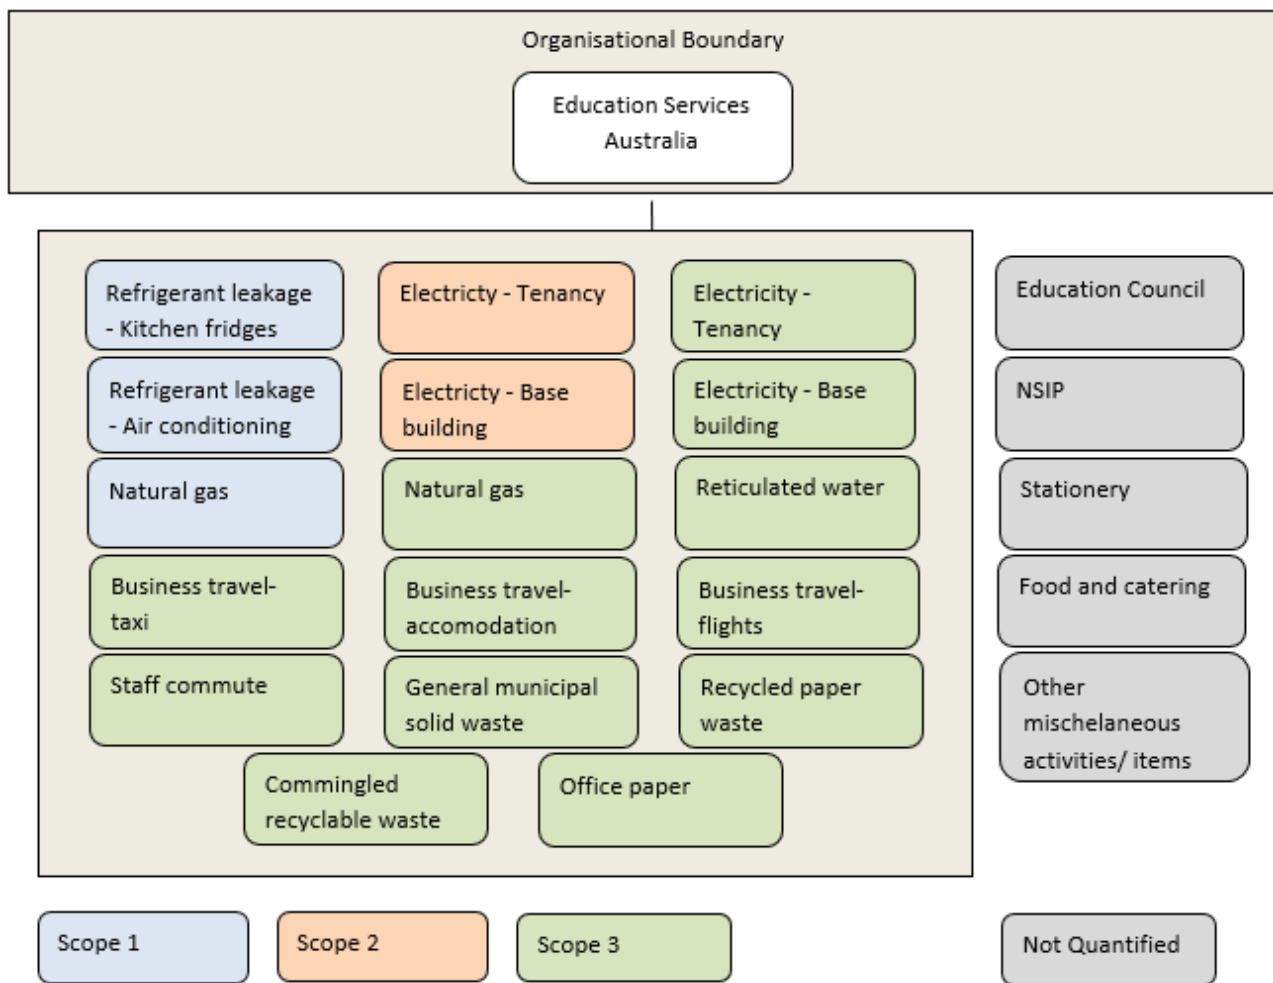 Organisational Boundary
Education Services
Australia
Refrigerant leakage
- Kitchen fridges
Electricty - Tenancy
Electricity -
Tenancy
Education Council
Refrigerant leakage
- Air conditioning
Electricty - Base
building
Electricity - Base
building
NSIP
Natural gas
Natural gas
Reticulated water
Stationery
Business travel-
taxi
Business travel-
accomodation
Business travel-
flights
Food and catering
Staff commute
General municipal
solid waste
Recycled paper
waste
Other
mischelaneous
activities/ items
Commingled
recyclable waste
Office paper
Scope 1
Scope 2
Scope 3
Not Quantified